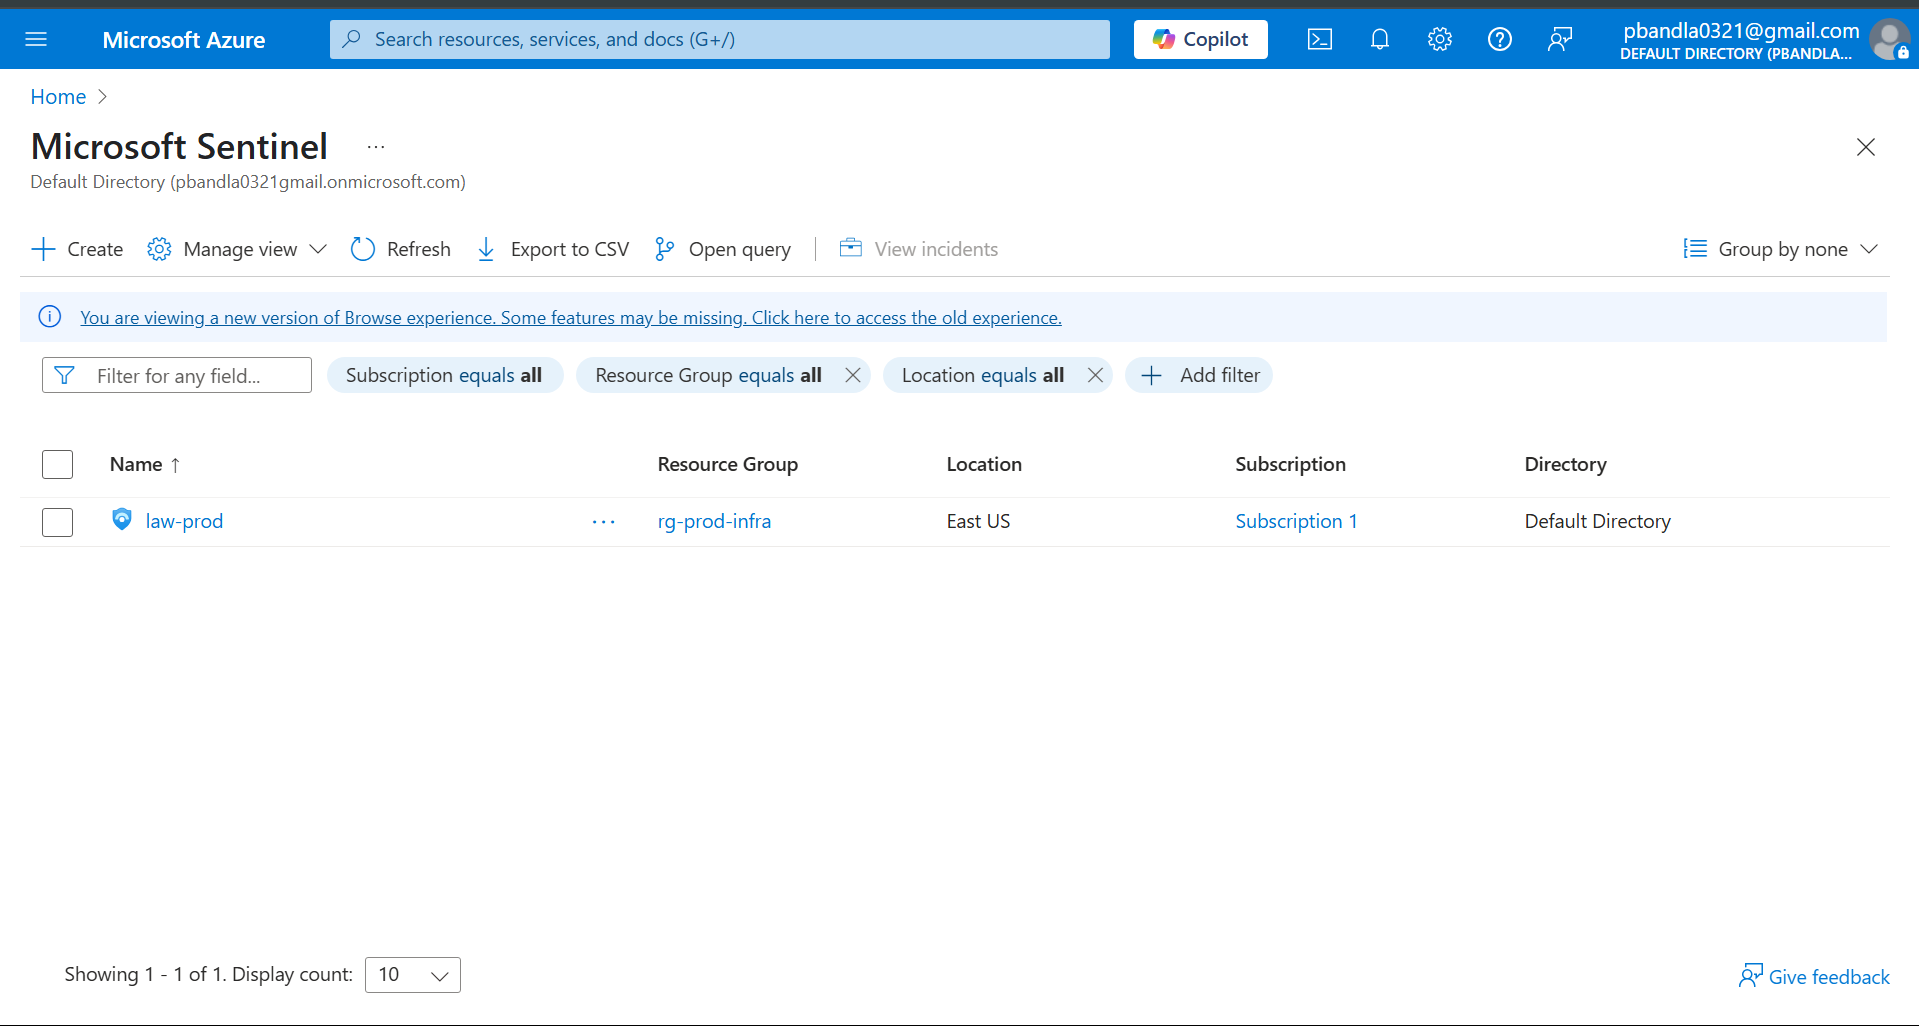 Microsoft Azure
Search resources, services, and docs (G+/)
Copilot
pbandla0321@gmail.com
DEFAULT DIRECTORY (PBANDLA...
Home
Microsoft Sentinel ...
Default Directory (pbandla0321gmail.onmicrosoft.com)
Create Manage view Refresh Export to CSV Open query View incidents Group by none
You are viewing a new version of Browse experience. Some features may be missing. Click here to access the old experience.
Filter for any field... Subscription equals all Resource Group equals all Location equals all Add filter
Name ↑ Resource Group Location Subscription Directory
law-prod ... rg-prod-infra East US Subscription 1 Default Directory
Showing 1 - 1 of 1. Display count: 10
Give feedback